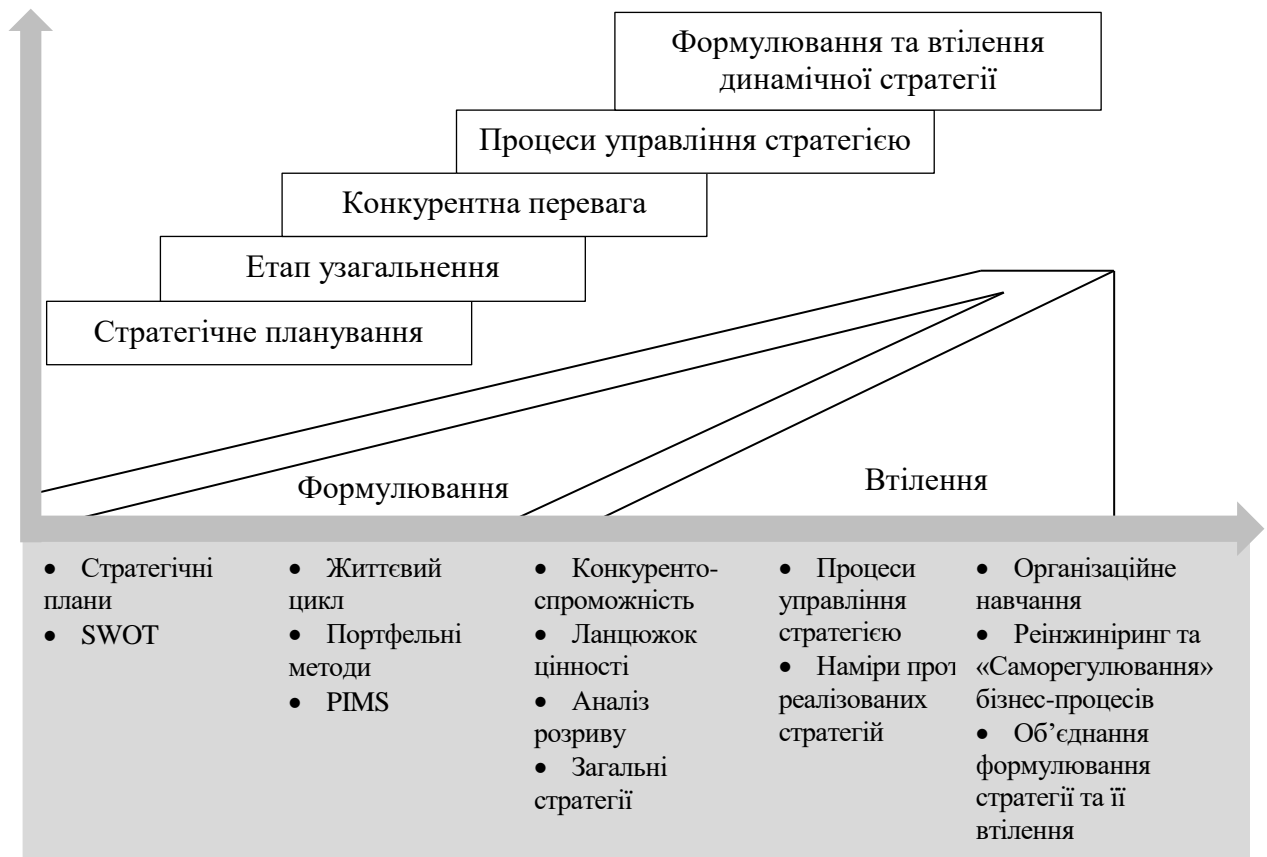 Формулювання та втілення
динамічної стратегії
Процеси управління стратегією
Конкурентна перевага
Етап узагальнення
Стратегічне планування
Формулювання
Втілення
• Стратегічні
плани
• SWOT
• Життєвий
цикл
• Портфельні
методи
• PIMS
• Конкуренто-
спроможність
• Ланцюжок
цінності
• Аналіз
розриву
• Загальні
стратегії
• Процеси
управління
стратегією
• Наміри прот
реалізованих
стратегій
• Організаційне
навчання
• Реінжиніринг та
«Саморегулювання»
бізнес-процесів
• Об’єднання
формулювання
стратегії та її
втілення